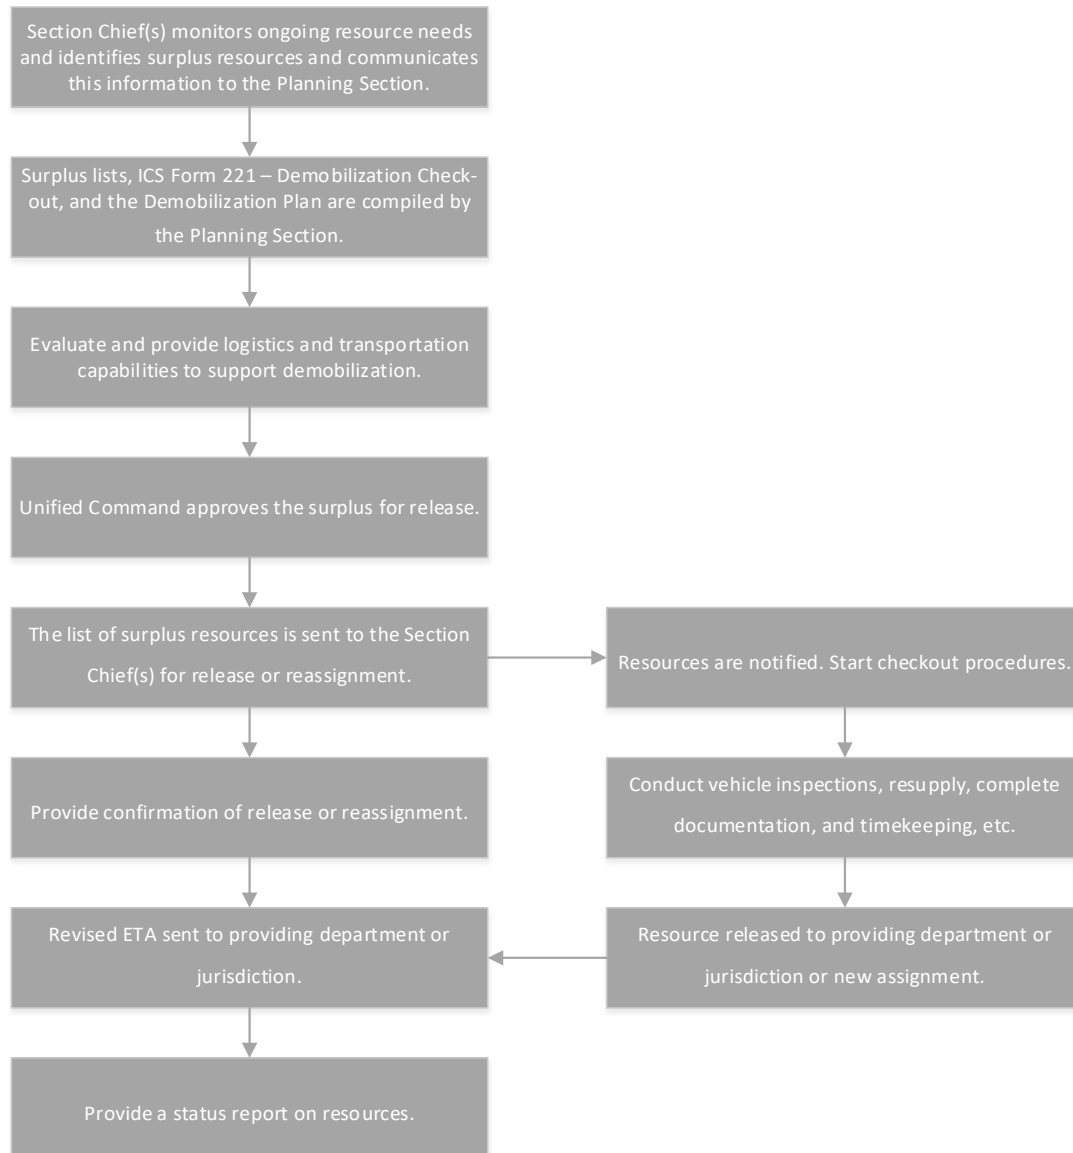 Section Chief(s) monitors ongoing resource needs
and identifies surplus resources and communicates
this information to the Planning Section.
Surplus lists, ICS Form 221 – Demobilization Check-
out, and the Demobilization Plan are compiled by
the Planning Section.
Evaluate and provide logistics and transportation
capabilities to support demobilization.
Unified Command approves the surplus for release.
The list of surplus resources is sent to the Section
Chief(s) for release or reassignment.
Resources are notified. Start checkout procedures.
Provide confirmation of release or reassignment.
Conduct vehicle inspections, resupply, complete
documentation, and timekeeping, etc.
Revised ETA sent to providing department or
jurisdiction.
Resource released to providing department or
jurisdiction or new assignment.
Provide a status report on resources.